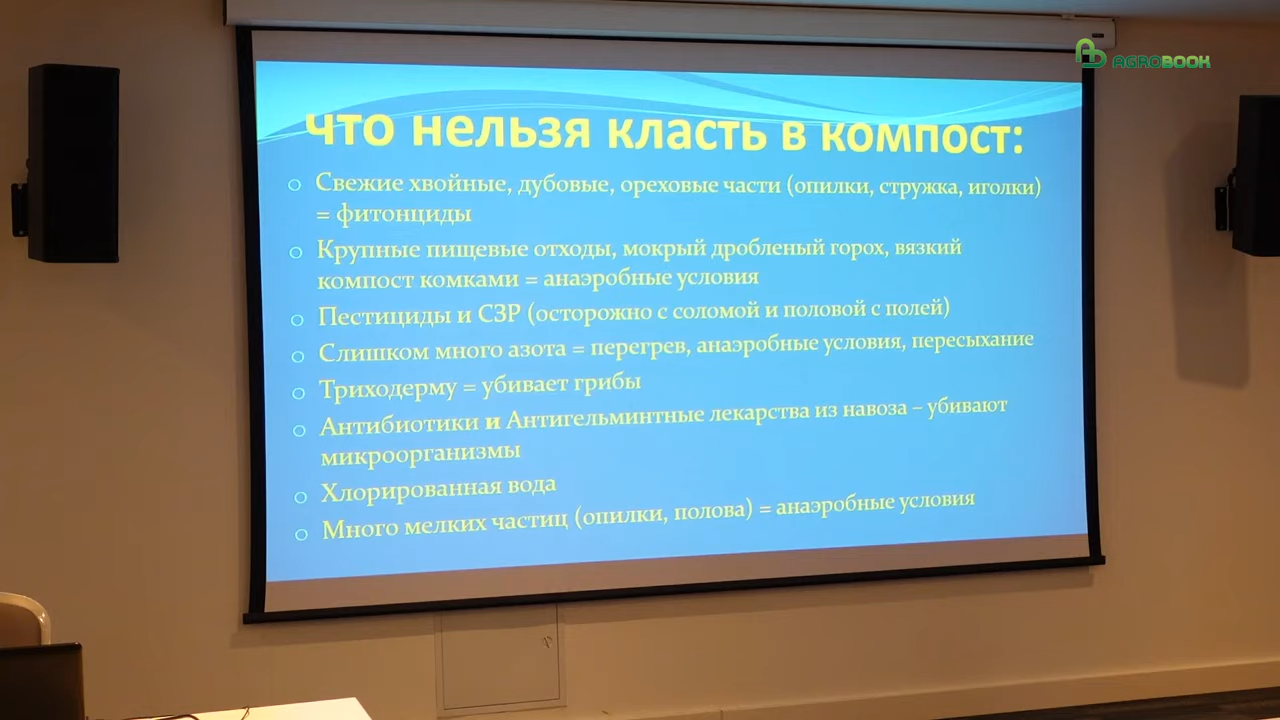 AGROBOOK
что нельзя класть в компост:
Свежие хвойные, дубовые, ореховые части (опилки, стружка, иголки)
= фитонциды
Крупные пищевые отходы, мокрый дробленый горох, вязкий
компост комками = анаэробные условия
Пестициды и СЗР (осторожно с соломой и половой с полей)
Слишком много азота = перегрев, анаэробные условия, пересыхание
Триходерму = убивает грибы
Антибиотики и Антигельминтные лекарства из навоза – убивают
микроорганизмы
Хлорированная вода
Много мелких частиц (опилки, полова) = анаэробные условия